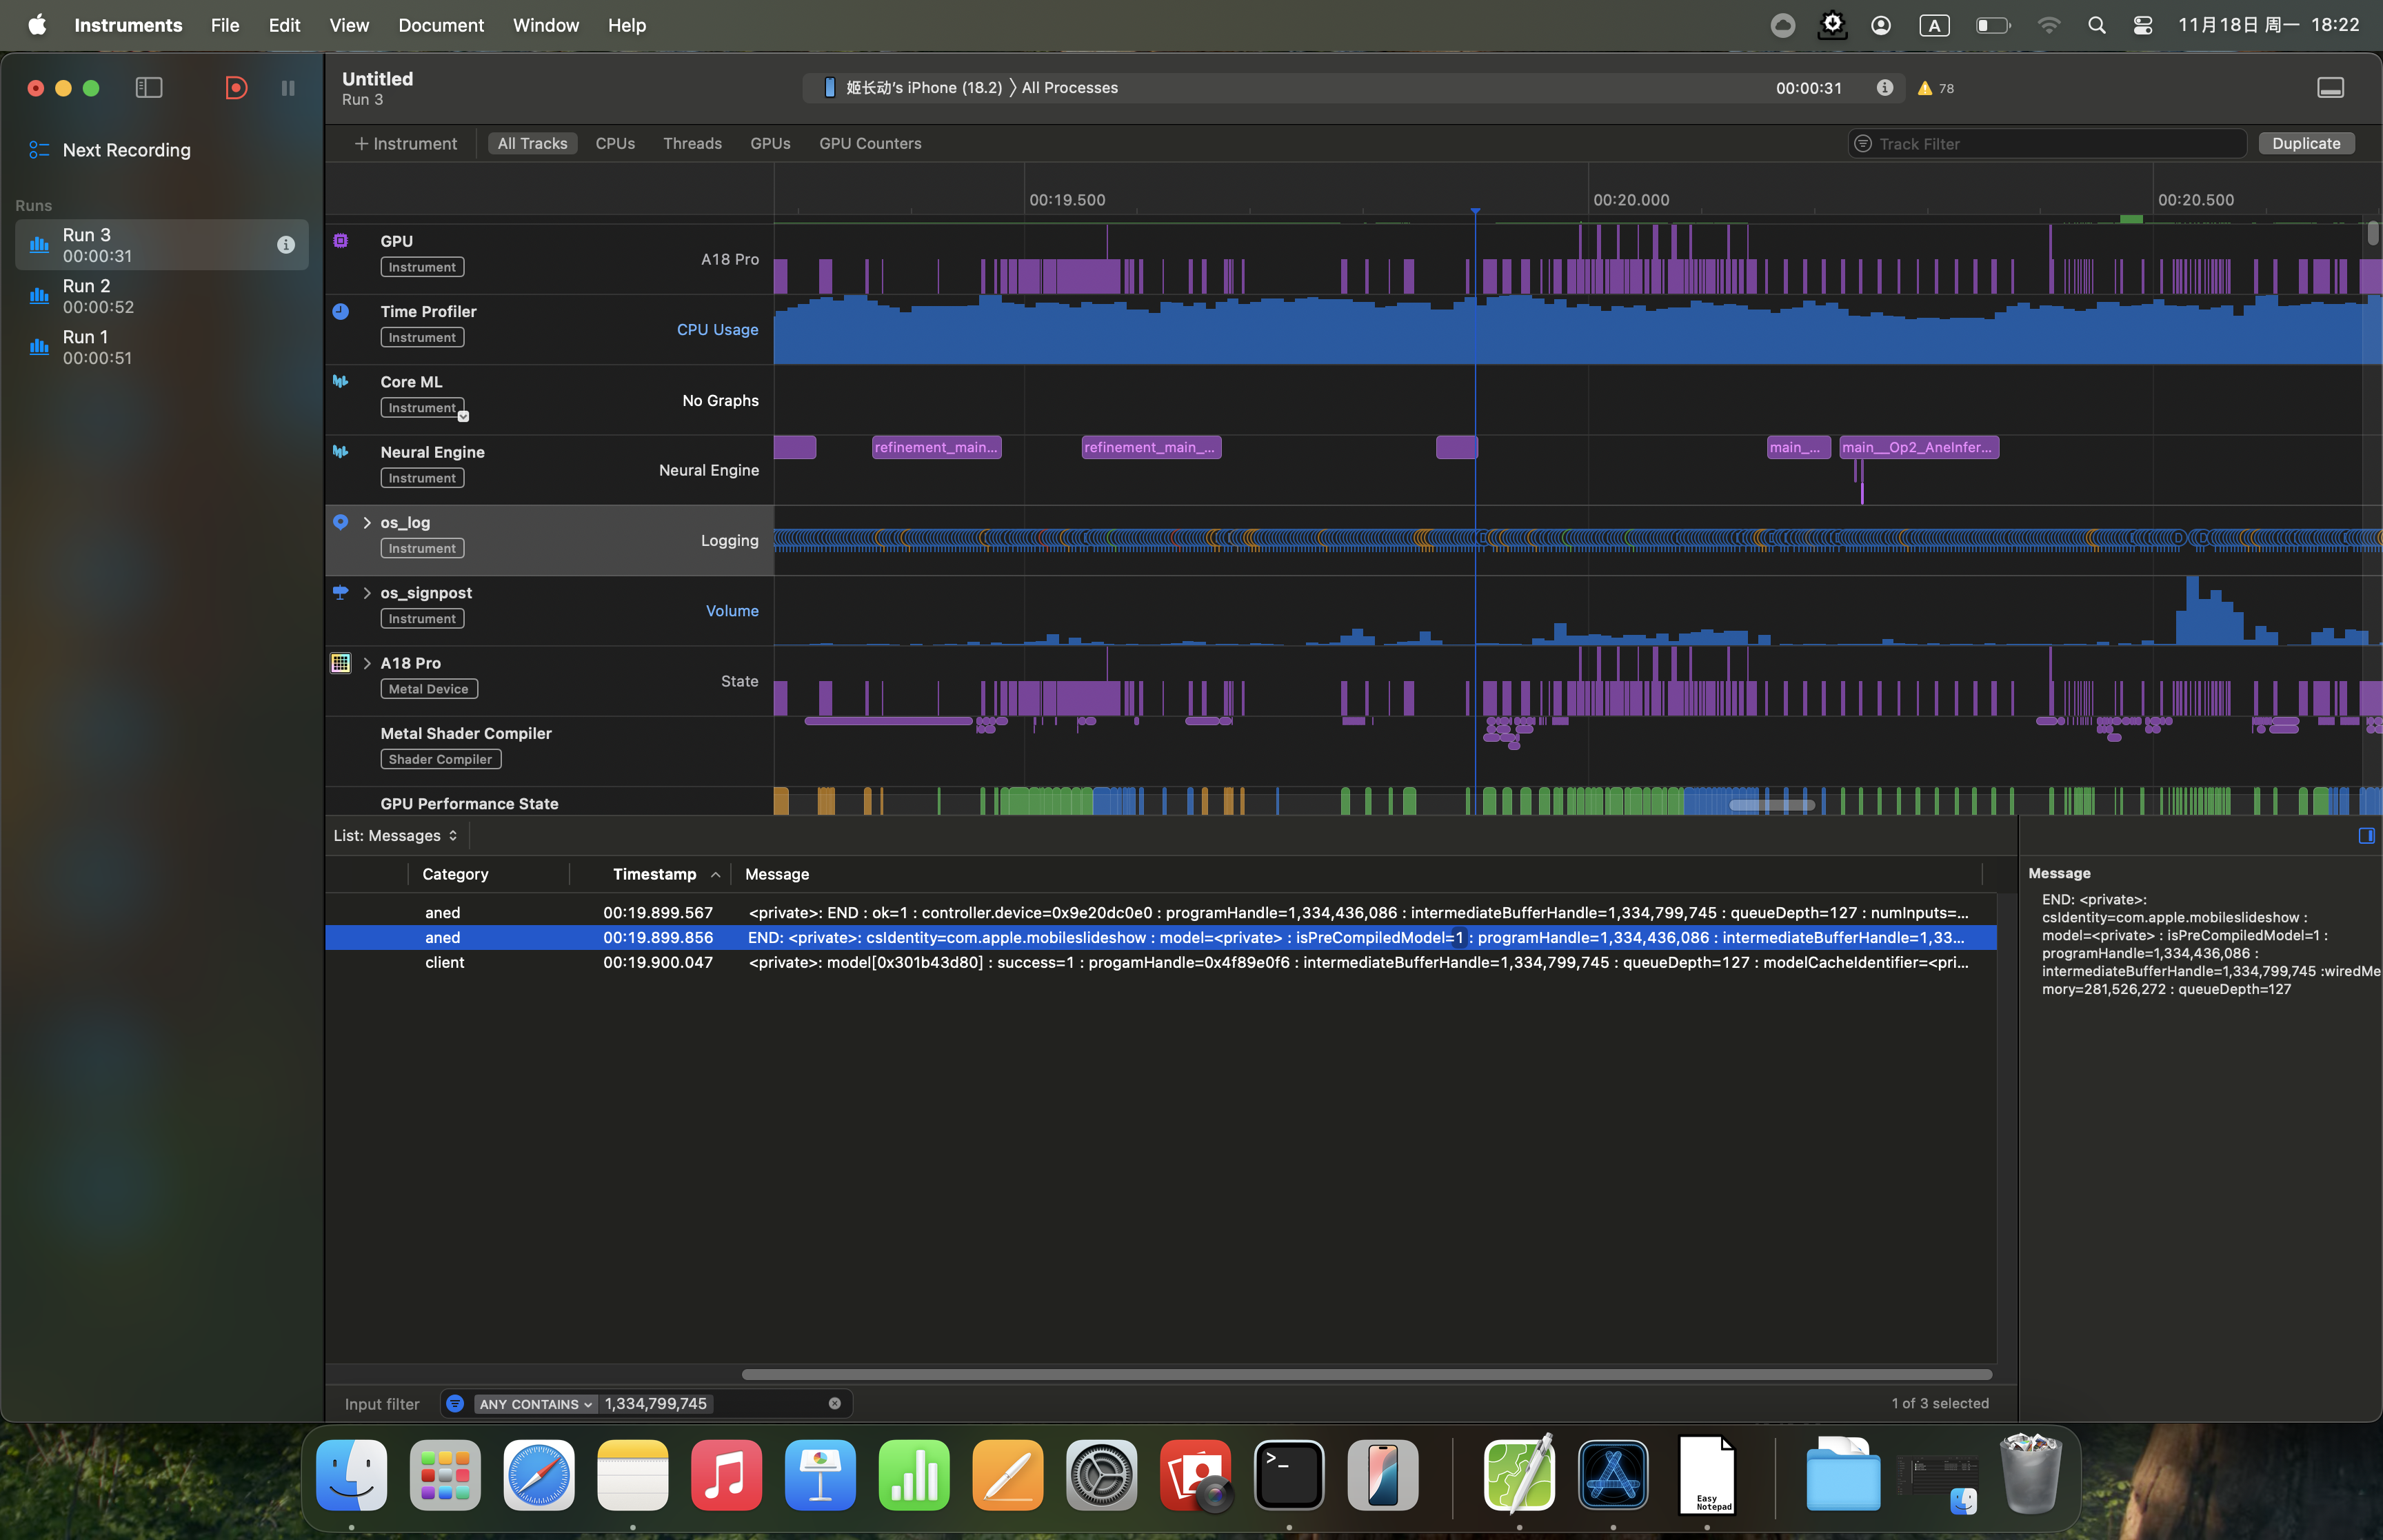 Instruments File Edit View Document Window Help
A 11月18日 周一 18:22
Untitled
Run 3
姬长动's iPhone (18.2) 〉All Processes 00:00:31 78
Next Recording
Runs
Run 3
00:00:31
Run 2
00:00:52
Run 1
00:00:51
+ Instrument All Tracks CPUs Threads GPUs GPU Counters Track Filter Duplicate
00:19.500 00:20.000 00:20.500
GPU
Instrument
A18 Pro
Time Profiler
Instrument
CPU Usage
Core ML
Instrument
No Graphs
Neural Engine
Instrument
Neural Engine
refinement_main... refinement_main_... main_... main__Op2_AneInfer...
os_log
Instrument
Logging
os_signpost
Instrument
Volume
A18 Pro
Metal Device
State
Metal Shader Compiler
Shader Compiler
GPU Performance State
List: Messages
Category Timestamp Message
aned 00:19.899.567 <private>: END : ok=1 : controller.device=0x9e20dc0e0 : programHandle=1,334,436,086 : intermediateBufferHandle=1,334,799,745 : queueDepth=127 : numInputs=...
aned 00:19.899.856 END: <private>: csIdentity=com.apple.mobileslideshow : model=<private> : isPreCompiledModel=1 : programHandle=1,334,436,086 : intermediateBufferHandle=1,33...
client 00:19.900.047 <private>: model[0x301b43d80] : success=1 : progamHandle=0x4f89e0f6 : intermediateBufferHandle=1,334,799,745 : queueDepth=127 : modelCacheIdentifier=<pri...
Message
END: <private>:
csIdentity=com.apple.mobileslideshow :
model=<private> : isPreCompiledModel=1 :
programHandle=1,334,436,086 :
intermediateBufferHandle=1,334,799,745 :wiredMe
mory=281,526,272 : queueDepth=127
Input filter ANY CONTAINS 1,334,799,745 1 of 3 selected
Easy
Notepad